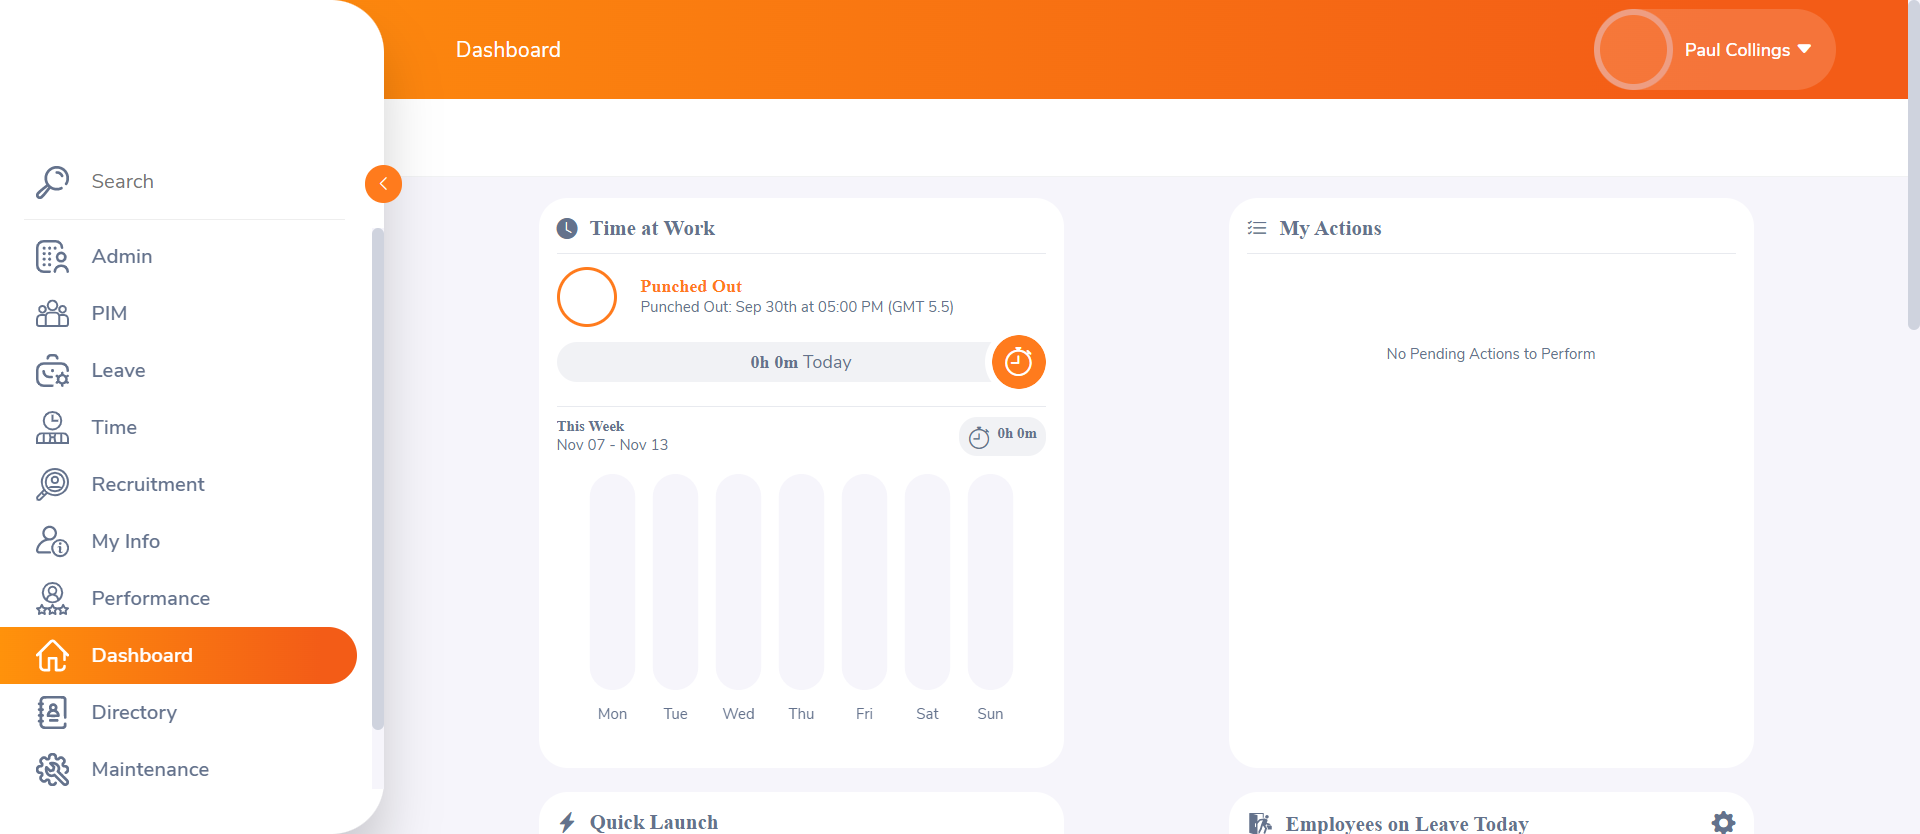 Dashboard
Paul Collings
Search
Admin
PIM
Leave
Time
Recruitment
My Info
Performance
Dashboard
Directory
Maintenance
Time at Work
Punched Out
Punched Out: Sep 30th at 05:00 PM (GMT 5.5)
0h 0m Today
This Week
Nov 07 - Nov 13
0h 0m
Mon Tue Wed Thu Fri Sat Sun
My Actions
No Pending Actions to Perform
Quick Launch
Employees on Leave Today